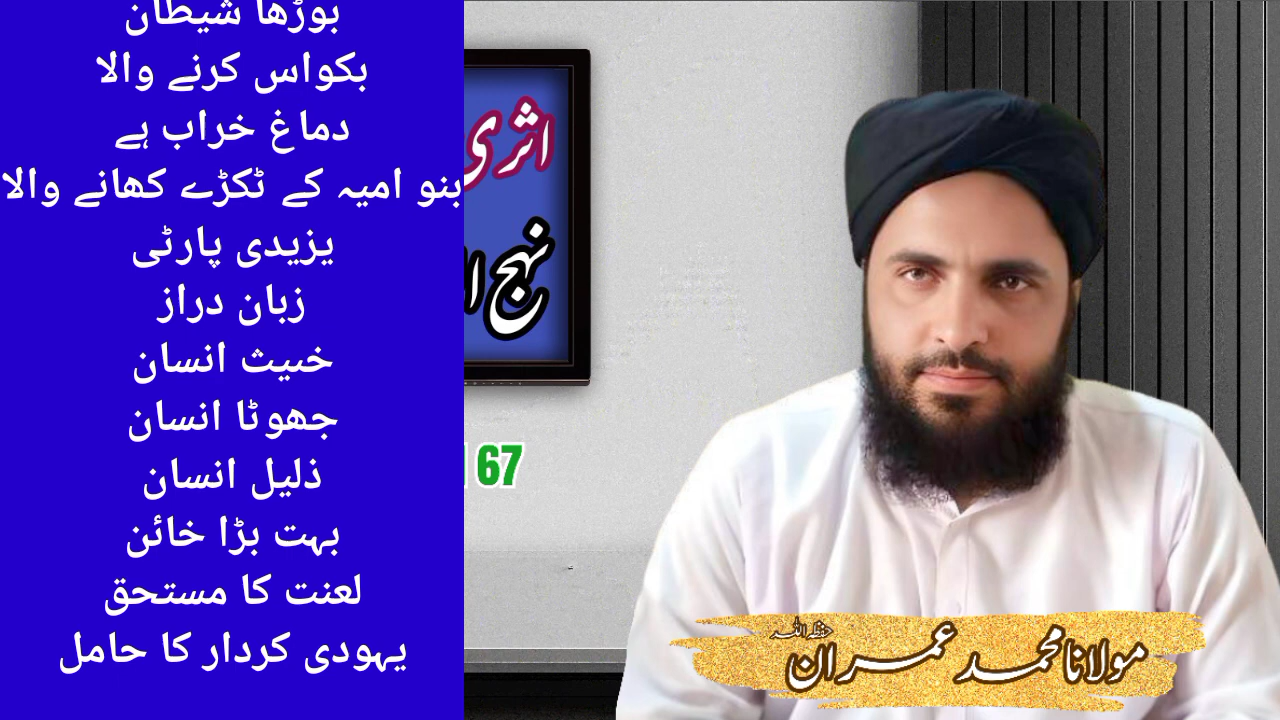 بوڑھا شیطان
بکواس کرنے والا
دماغ خراب ہے
بنو امیہ کے ٹکڑے کھانے والا
یزیدی پارٹی
زبان دراز
خبیث انسان
جھوٹا انسان
ذلیل انسان
بہت بڑا خائن
لعنت کا مستحق
یہودی کردار کا حامل
اثری
نہج ا
67
مولانا محمد عمران حفظہ اللہ